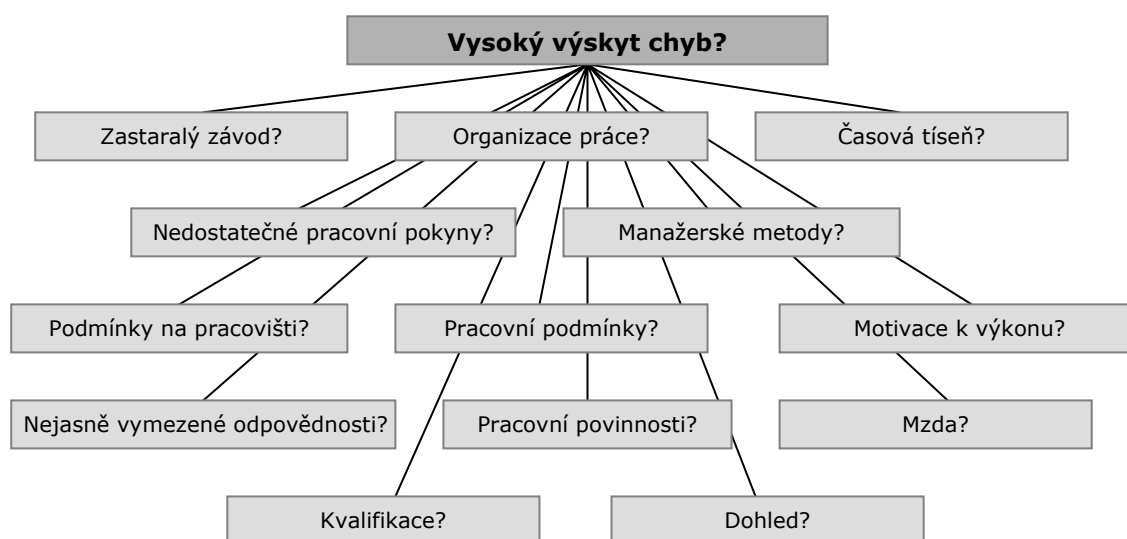 Vysoký výskyt chyb?
Zastaralý závod?
Organizace práce?
Časová tíseň?
Nedostatečné pracovní pokyny?
Manažerské metody?
Podmínky na pracovišti?
Pracovní podmínky?
Motivace k výkonu?
Nejasně vymezené odpovědnosti?
Pracovní povinnosti?
Mzda?
Kvalifikace?
Dohled?